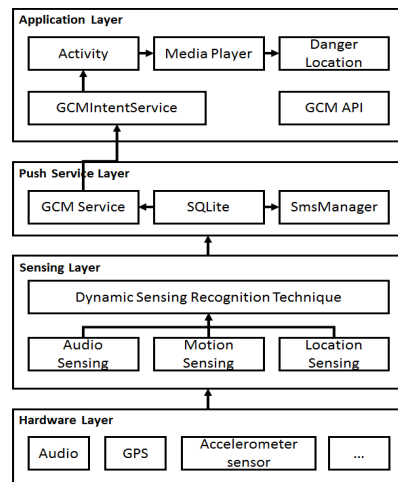 Application Layer
Activity
Media Player
Danger
Location
GCMIntentService
GCM API
Push Service Layer
GCM Service
SQLite
SmsManager
Sensing Layer
Dynamic Sensing Recognition Technique
Audio
Sensing
Motion
Sensing
Location
Sensing
Hardware Layer
Audio
GPS
Accelerometer
sensor
...